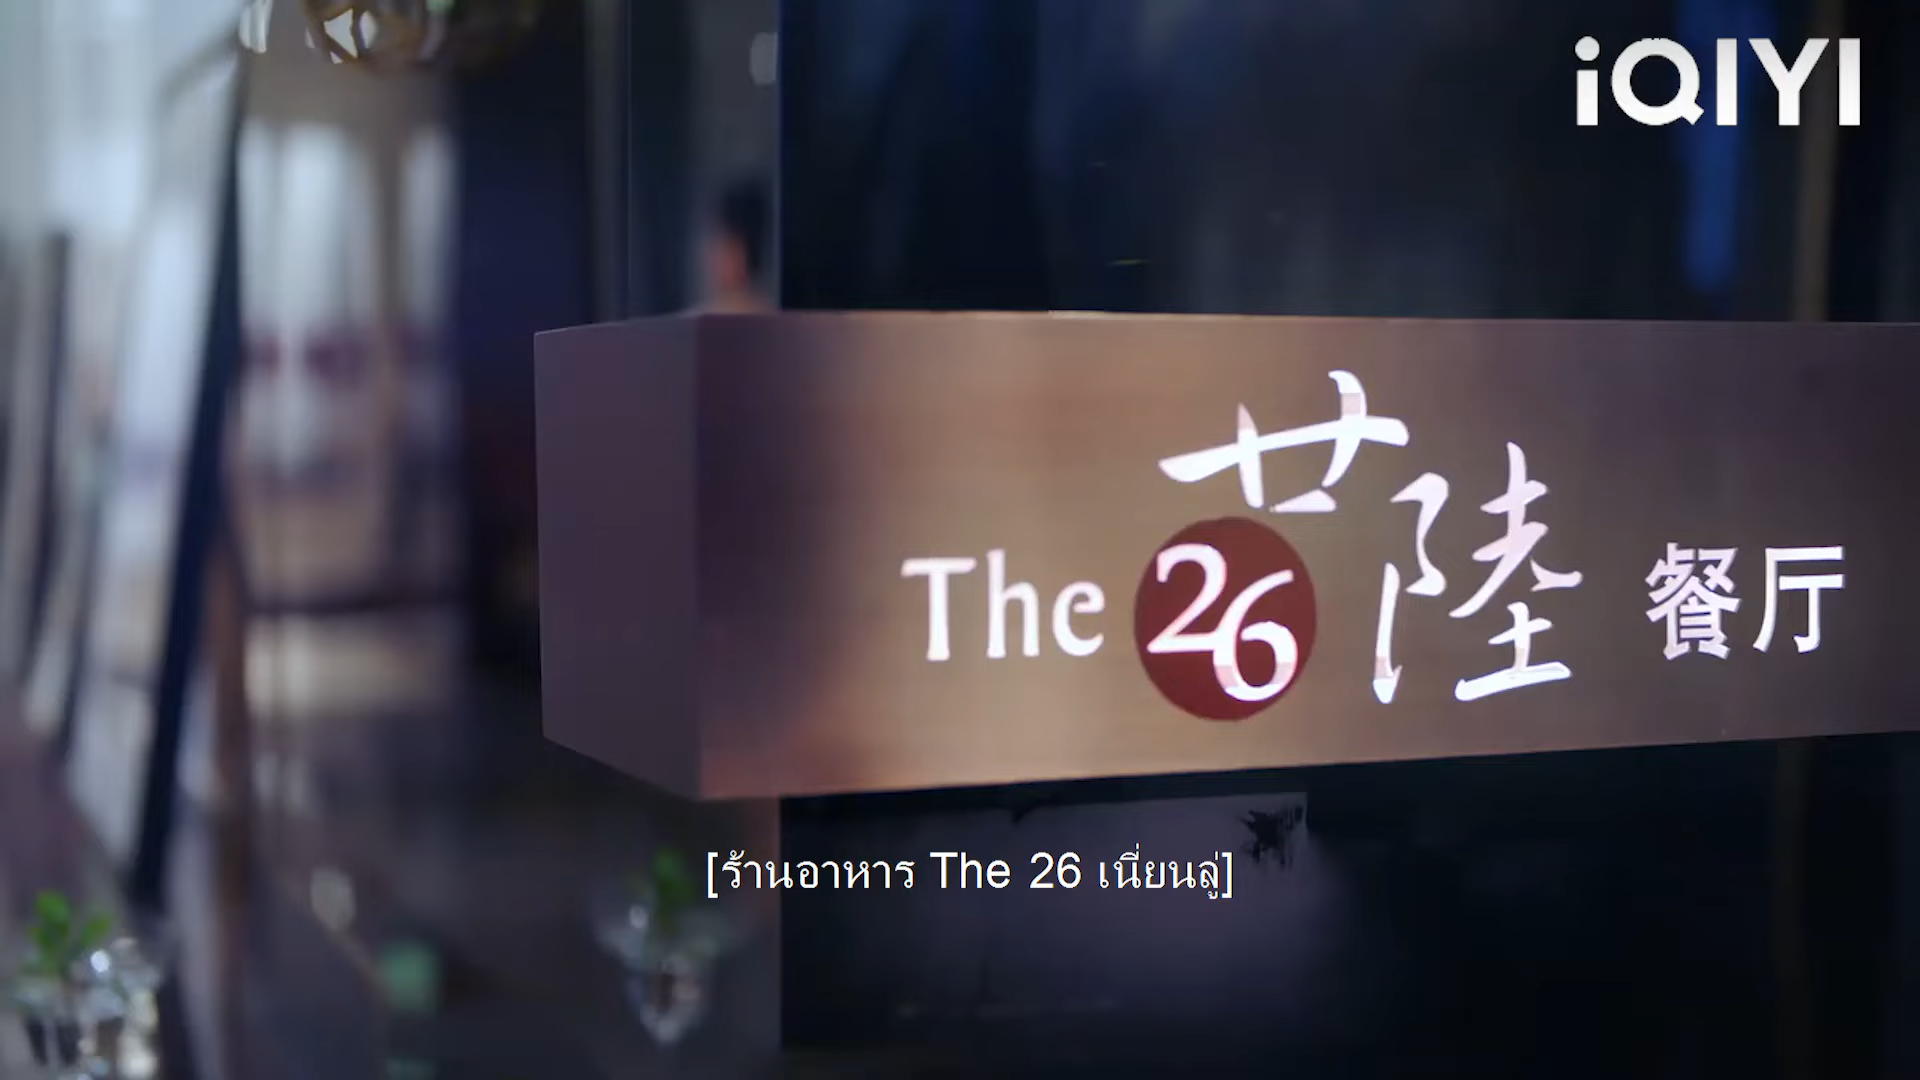 iQIYI
The 26 廿陸 餐厅
[ร้านอาหาร The 26 เนี่ยนลู่]